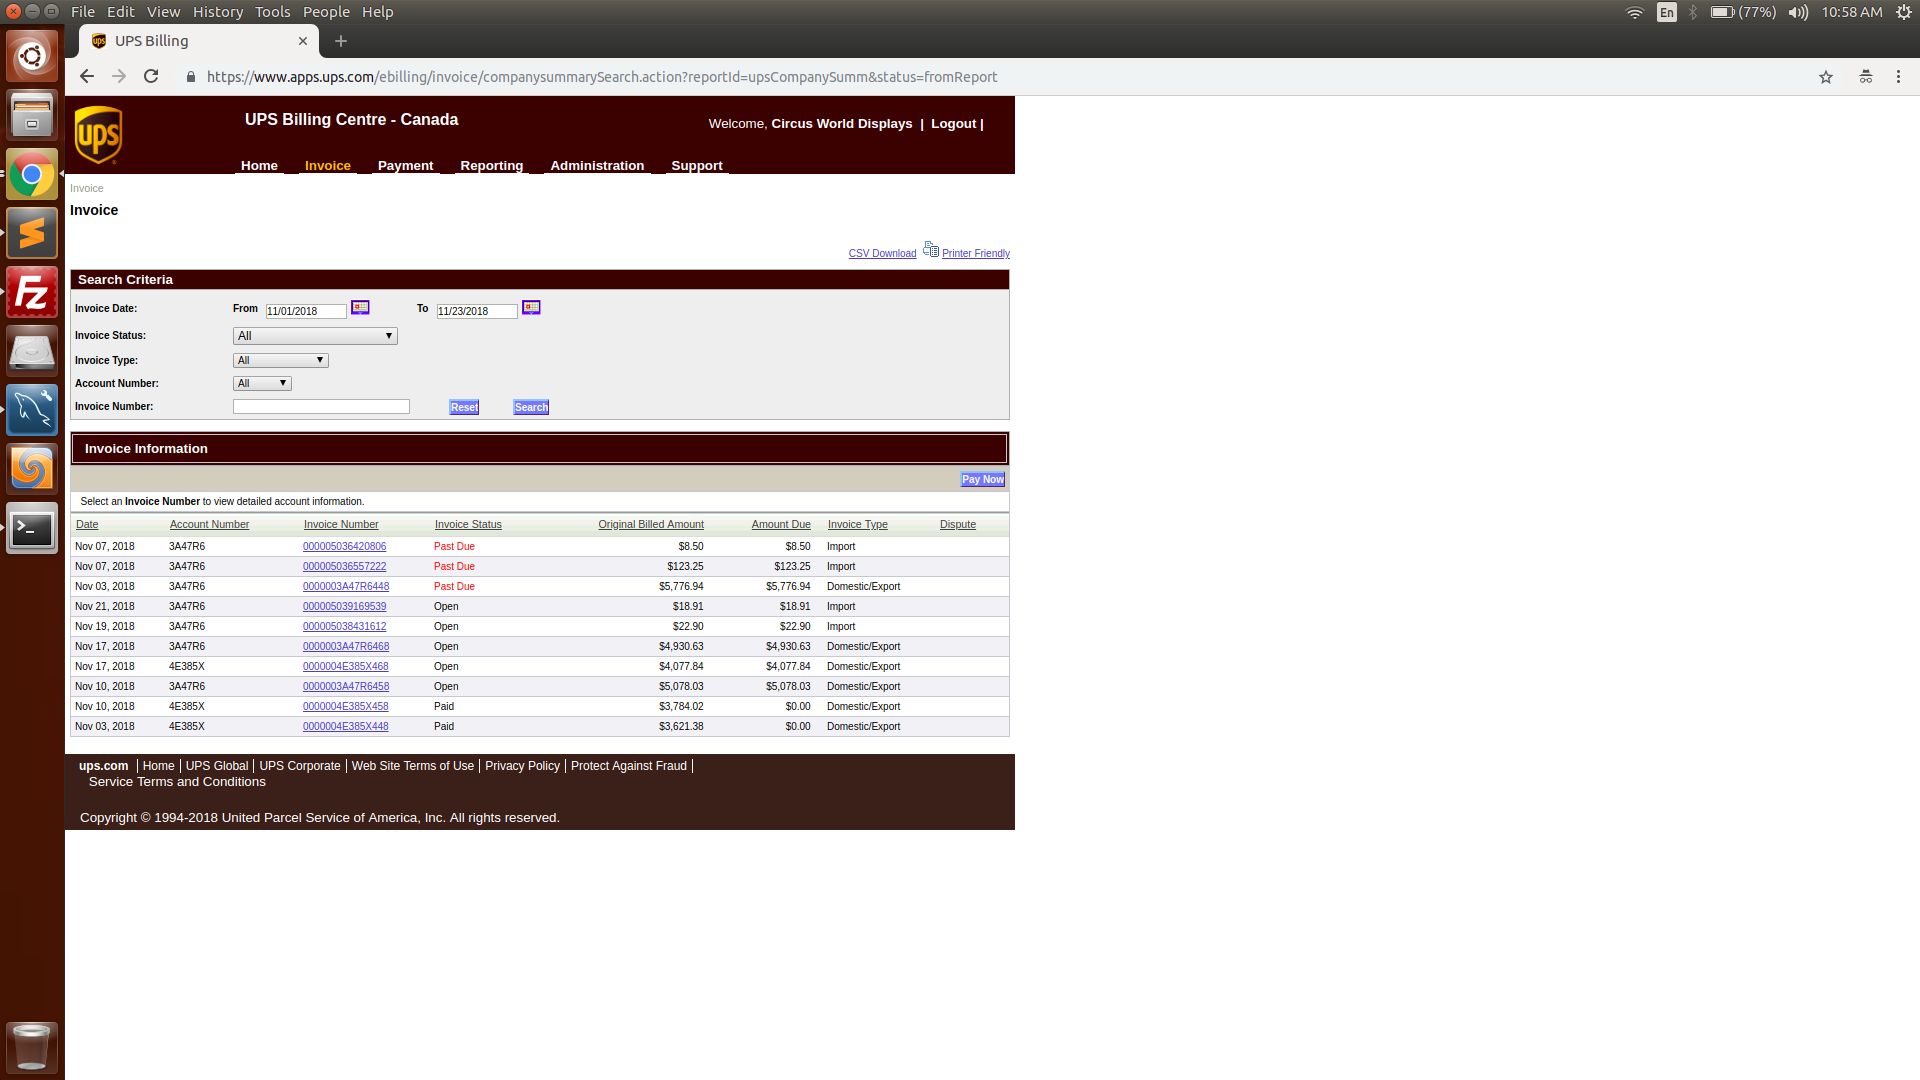 File Edit View History Tools People Help
En (77%) 10:58 AM
UPS Billing
https://www.apps.ups.com/ebilling/invoice/companysummarySearch.action?reportId=upsCompanySumm&status=fromReport
ups
UPS Billing Centre - Canada
Welcome, Circus World Displays | Logout |
Home Invoice Payment Reporting Administration Support
Invoice
Invoice
CSV Download Printer Friendly
Search Criteria
Invoice Date: From 11/01/2018 To 11/23/2018
Invoice Status: All
Invoice Type: All
Account Number: All
Invoice Number: Reset Search
Invoice Information
Pay Now
Select an Invoice Number to view detailed account information.
Date Account Number Invoice Number Invoice Status Original Billed Amount Amount Due Invoice Type Dispute
Nov 07, 2018 3A47R6 000005036420806 Past Due $8.50 $8.50 Import
Nov 07, 2018 3A47R6 000005036557222 Past Due $123.25 $123.25 Import
Nov 03, 2018 3A47R6 0000003A47R6448 Past Due $5,776.94 $5,776.94 Domestic/Export
Nov 21, 2018 3A47R6 000005039169539 Open $18.91 $18.91 Import
Nov 19, 2018 3A47R6 000005038431612 Open $22.90 $22.90 Import
Nov 17, 2018 3A47R6 0000003A47R6468 Open $4,930.63 $4,930.63 Domestic/Export
Nov 17, 2018 4E385X 0000004E385X468 Open $4,077.84 $4,077.84 Domestic/Export
Nov 10, 2018 3A47R6 0000003A47R6458 Open $5,078.03 $5,078.03 Domestic/Export
Nov 10, 2018 4E385X 0000004E385X458 Paid $3,784.02 $0.00 Domestic/Export
Nov 03, 2018 4E385X 0000004E385X448 Paid $3,621.38 $0.00 Domestic/Export
ups.com | Home | UPS Global | UPS Corporate | Web Site Terms of Use | Privacy Policy | Protect Against Fraud |
Service Terms and Conditions
Copyright © 1994-2018 United Parcel Service of America, Inc. All rights reserved.